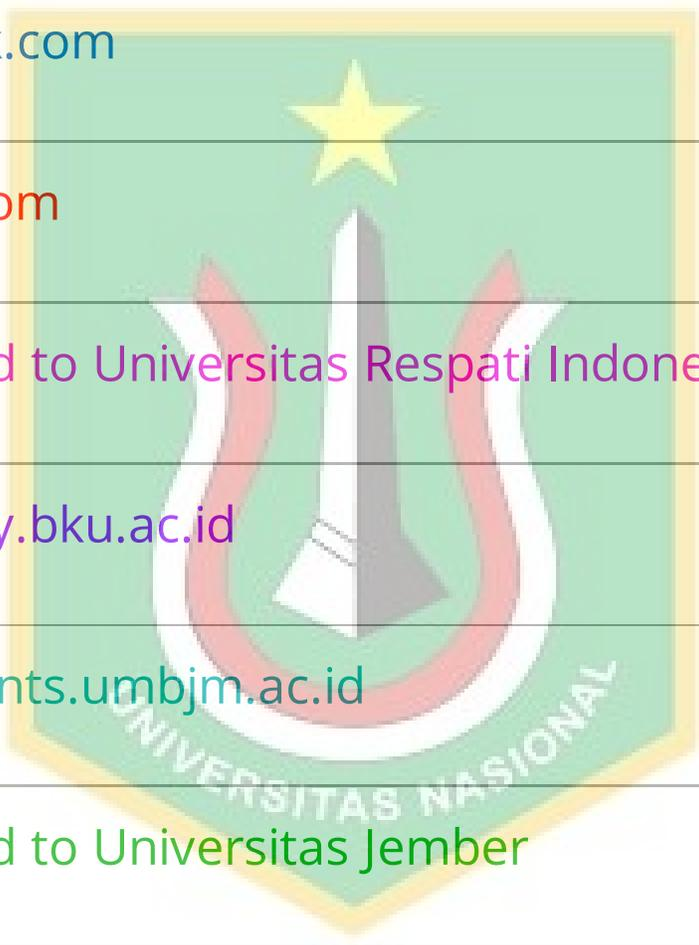 .com
om
d to Universitas Respati Indone
y.bku.ac.id
nts.umbjm.ac.id
UNIVERSITAS NASIONAL
d to Universitas Jember